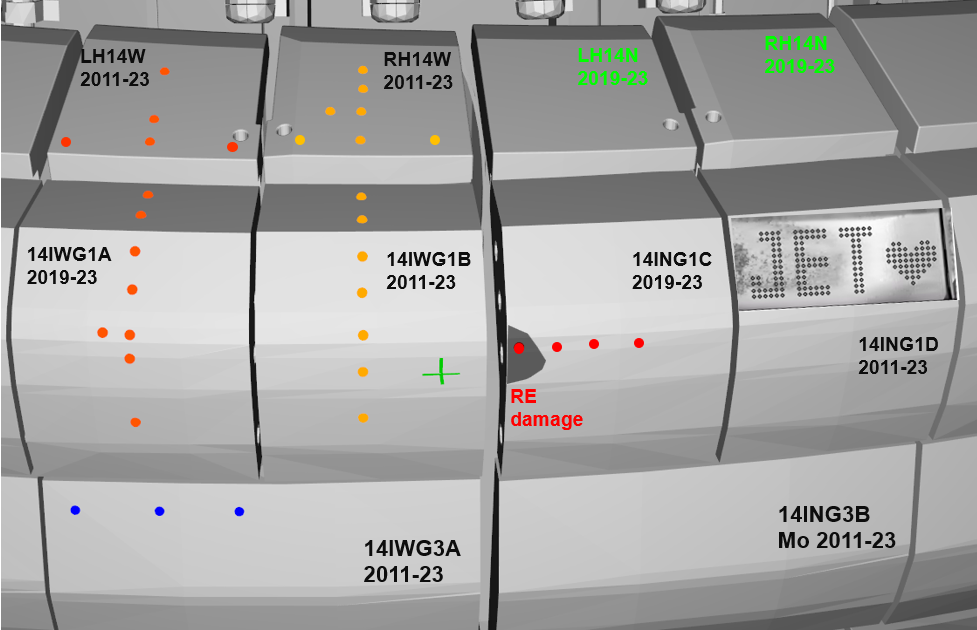 LH14W
2011-23
RH14W
2011-23
LH14N
2019-23
RH14N
2019-23
14IWG1A
2019-23
14IWG1B
2011-23
14ING1C
2019-23
JET♥
14ING1D
2011-23
RE
damage
14IWG3A
2011-23
14ING3B
Mo 2011-23